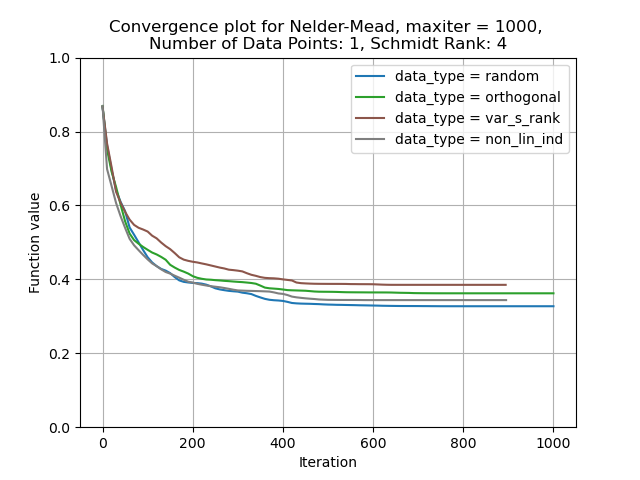 Convergence plot for Nelder-Mead, maxiter = 1000,
Number of Data Points: 1, Schmidt Rank: 4
data_type = random
data_type = orthogonal
data_type = var_s_rank
data_type = non_lin_ind
Function value
1.0
0.8
0.6
0.4
0.2
0.0
0 200 400 600 800 1000
Iteration